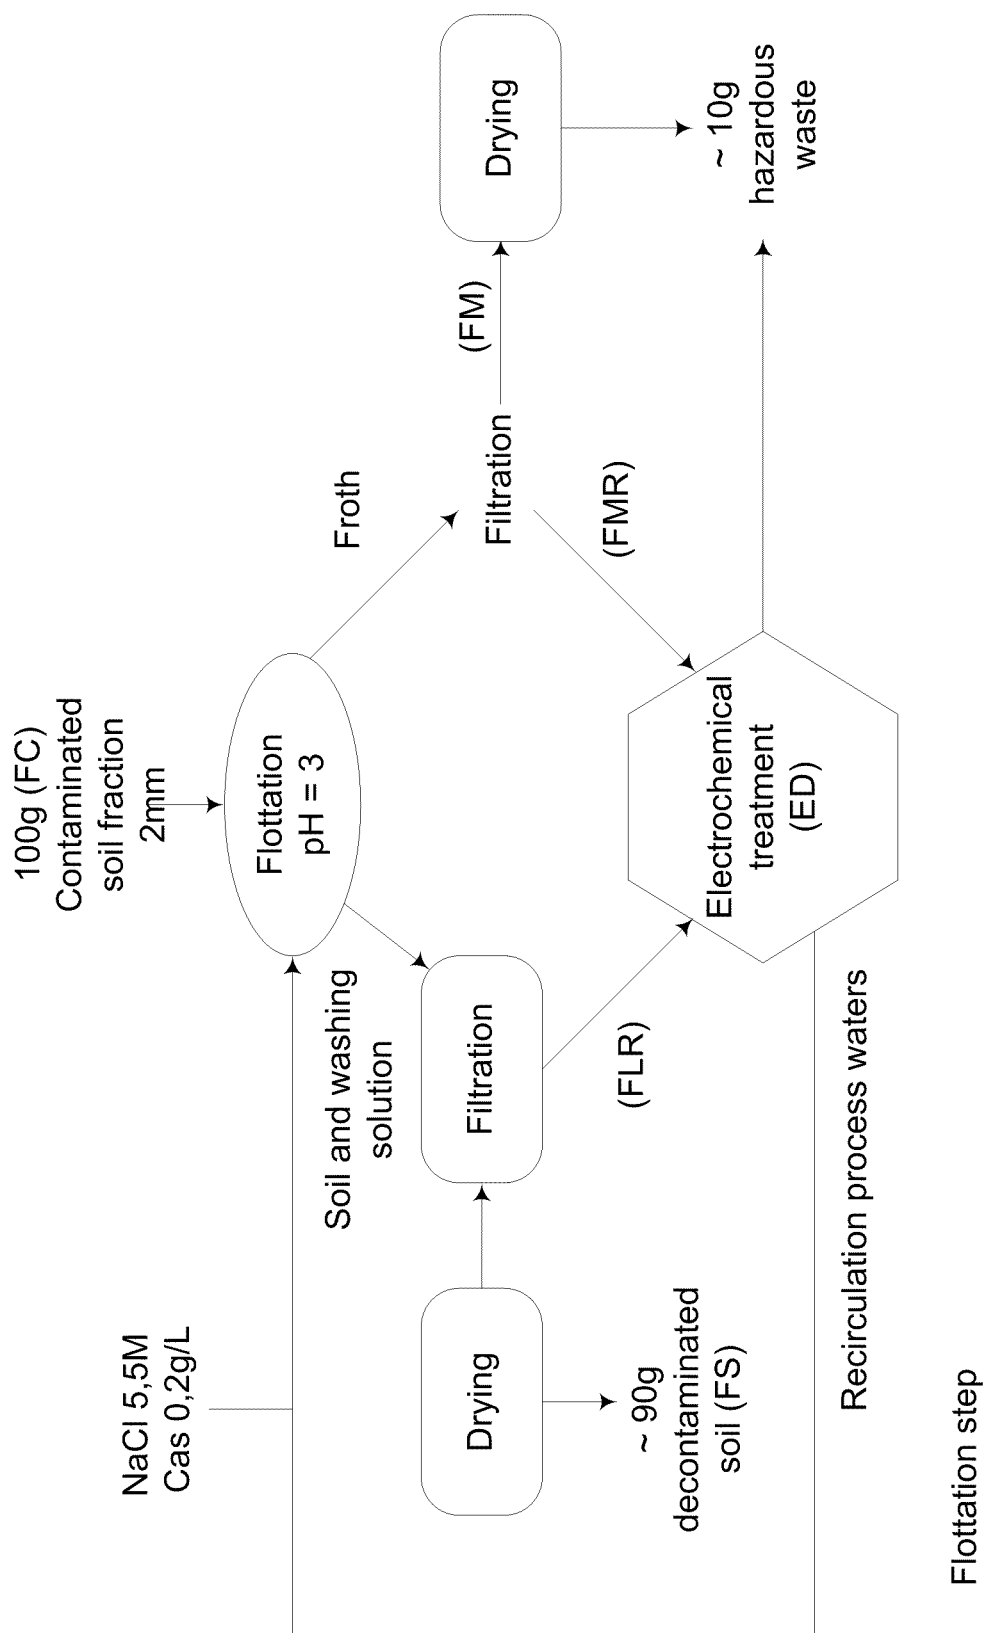 100g (FC)
Contaminated
soil fraction
2mm
NaCl 5,5M
Cas 0,2g/L
Flottation
pH = 3
Froth
Soil and washing
solution
Drying
Filtration
Filtration
(FM)
Drying
(FLR)
(FMR)
~ 90g
decontaminated
soil (FS)
Electrochemical
treatment
(ED)
~ 10g
hazardous
waste
Recirculation process waters
Flottation step